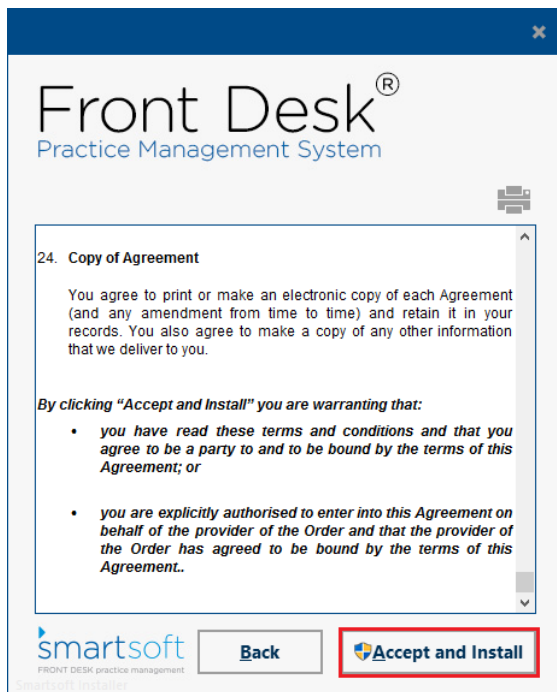 Front Desk®
Practice Management System
24. Copy of Agreement
You agree to print or make an electronic copy of each Agreement
(and any amendment from time to time) and retain it in your
records. You also agree to make a copy of any other information
that we deliver to you.
By clicking “Accept and Install” you are warranting that:
• you have read these terms and conditions and that you
agree to be a party to and to be bound by the terms of this
Agreement; or
• you are explicitly authorised to enter into this Agreement on
behalf of the provider of the Order and that the provider of
the Order has agreed to be bound by the terms of this
Agreement..
smartsoft
FRONT DESK practice management
Back
Accept and Install
Smartsoft Installer